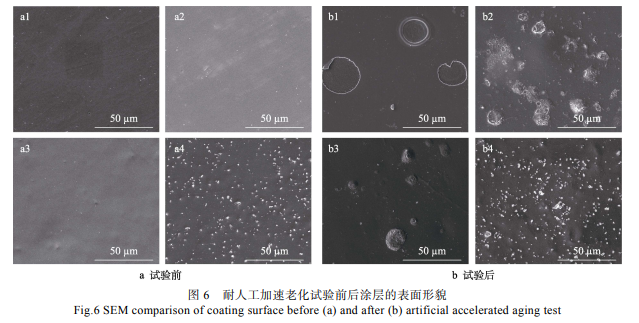 a1
50 μm
a2
50 μm
b1
50 μm
b2
50 μm
a3
50 μm
a4
50 μm
b3
50 μm
b4
50 μm
a 试验前
b 试验后
图 6 耐人工加速老化试验前后涂层的表面形貌
Fig.6 SEM comparison of coating surface before (a) and after (b) artificial accelerated aging test